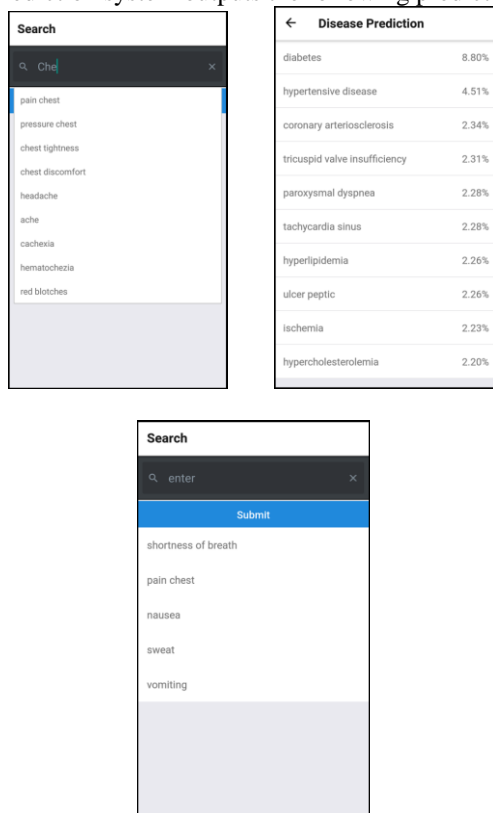 Search
Che
pain chest
pressure chest
chest tightness
chest discomfort
headache
ache
cachexia
hematochezia
red blotches
Disease Prediction
diabetes 8.80%
hypertensive disease 4.51%
coronary arteriosclerosis 2.34%
tricuspid valve insufficiency 2.31%
paroxysmal dyspnea 2.28%
tachycardia sinus 2.28%
hyperlipidemia 2.26%
ulcer peptic 2.26%
ischemia 2.23%
hypercholesterolemia 2.20%
Search
enter
Submit
shortness of breath
pain chest
nausea
sweat
vomiting